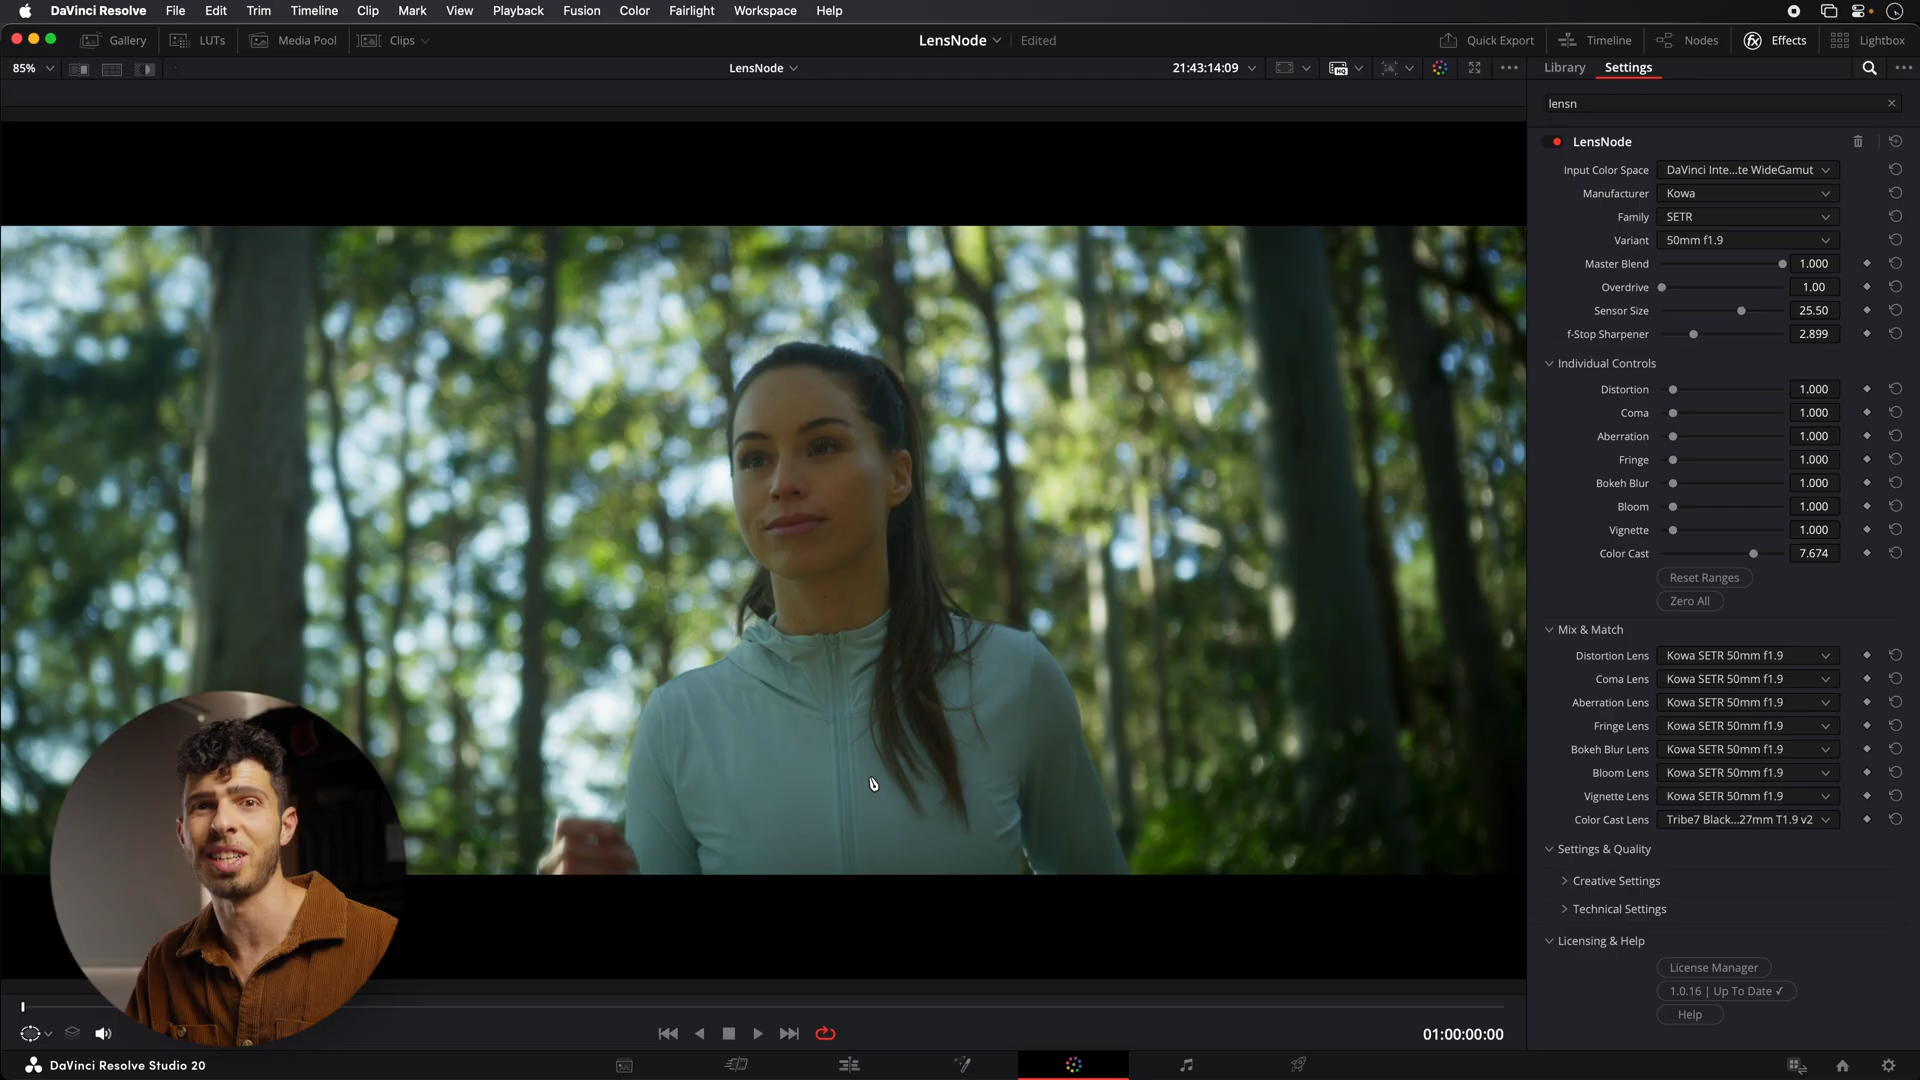 DaVinci Resolve File Edit Trim Timeline Clip Mark View Playback Fusion Color Fairlight Workspace Help
Gallery LUTs Media Pool Clips LensNode Edited Quick Export Timeline Nodes Effects Lightbox
85% LensNode 21:43:14:09 HQ Library Settings
lensn
LensNode
Input Color Space DaVinci Inte...te WideGamut
Manufacturer Kowa
Family SETR
Variant 50mm f1.9
Master Blend 1.000
Overdrive 1.00
Sensor Size 25.50
f-Stop Sharpener 2.899
Individual Controls
Distortion 1.000
Coma 1.000
Aberration 1.000
Fringe 1.000
Bokeh Blur 1.000
Bloom 1.000
Vignette 1.000
Color Cast 7.674
Reset Ranges
Zero All
Mix & Match
Distortion Lens Kowa SETR 50mm f1.9
Coma Lens Kowa SETR 50mm f1.9
Aberration Lens Kowa SETR 50mm f1.9
Fringe Lens Kowa SETR 50mm f1.9
Bokeh Blur Lens Kowa SETR 50mm f1.9
Bloom Lens Kowa SETR 50mm f1.9
Vignette Lens Kowa SETR 50mm f1.9
Color Cast Lens Tribe7 Black...27mm T1.9 v2
Settings & Quality
Creative Settings
Technical Settings
Licensing & Help
License Manager
1.0.16 | Up To Date ✓
Help
01:00:00:00
DaVinci Resolve Studio 20